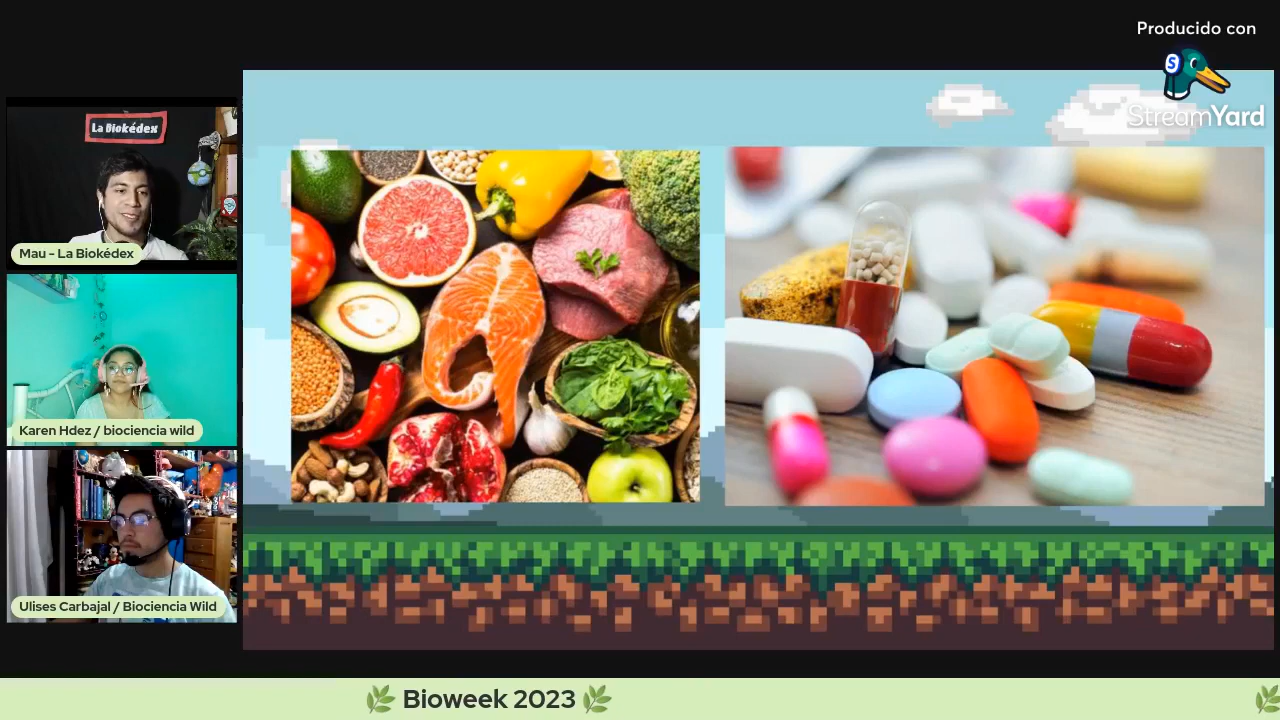 Producido con
S
StreamYard
La Biokédex
Mau - La Biokédex
Karen Hdez / biociencia wild
Ulises Carbajal / Biociencia Wild
Bioweek 2023